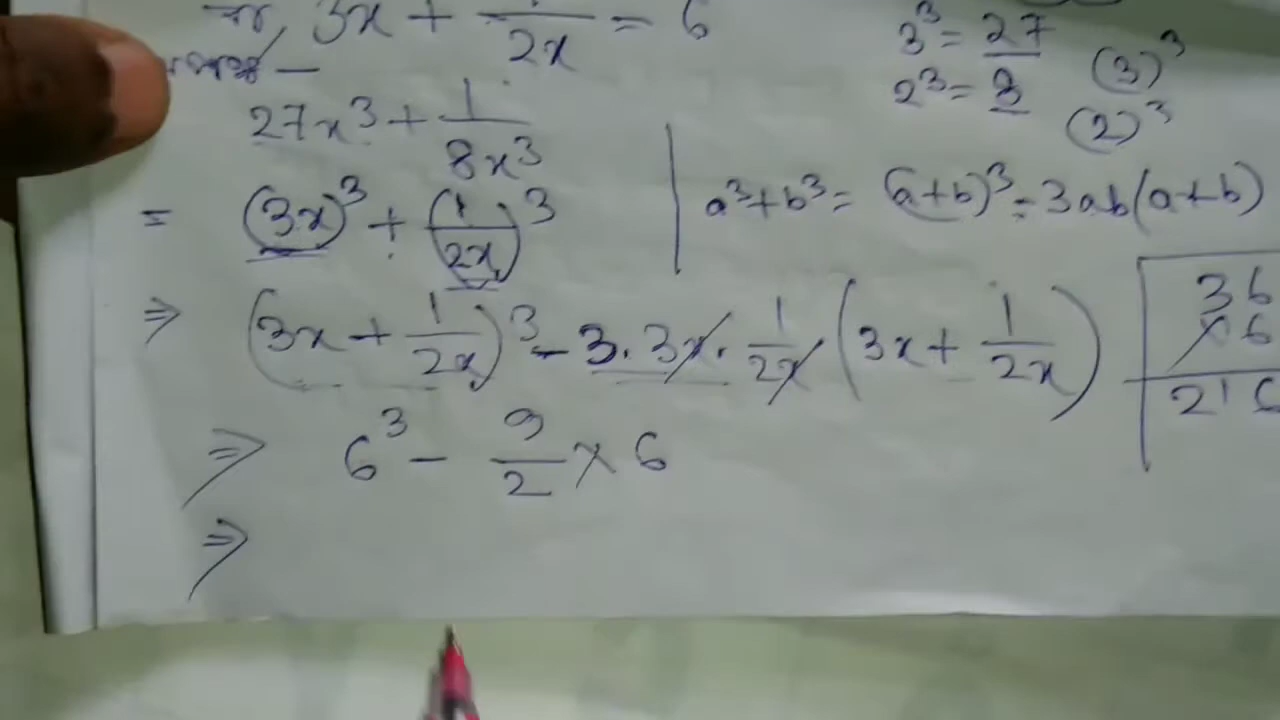 3x + 1/2x = 6
3³ = 27 (3)³
2³ = 8 (2)³
27x³ + 1/8x³
= (3x)³ + (1/2x)³
a³+b³ = (a+b)³ - 3ab(a+b)
⇒ (3x + 1/2x)³ - 3. 3x. 1/2x (3x + 1/2x)
36
×6
21
⇒ 6³ - 9/2 × 6
⇒